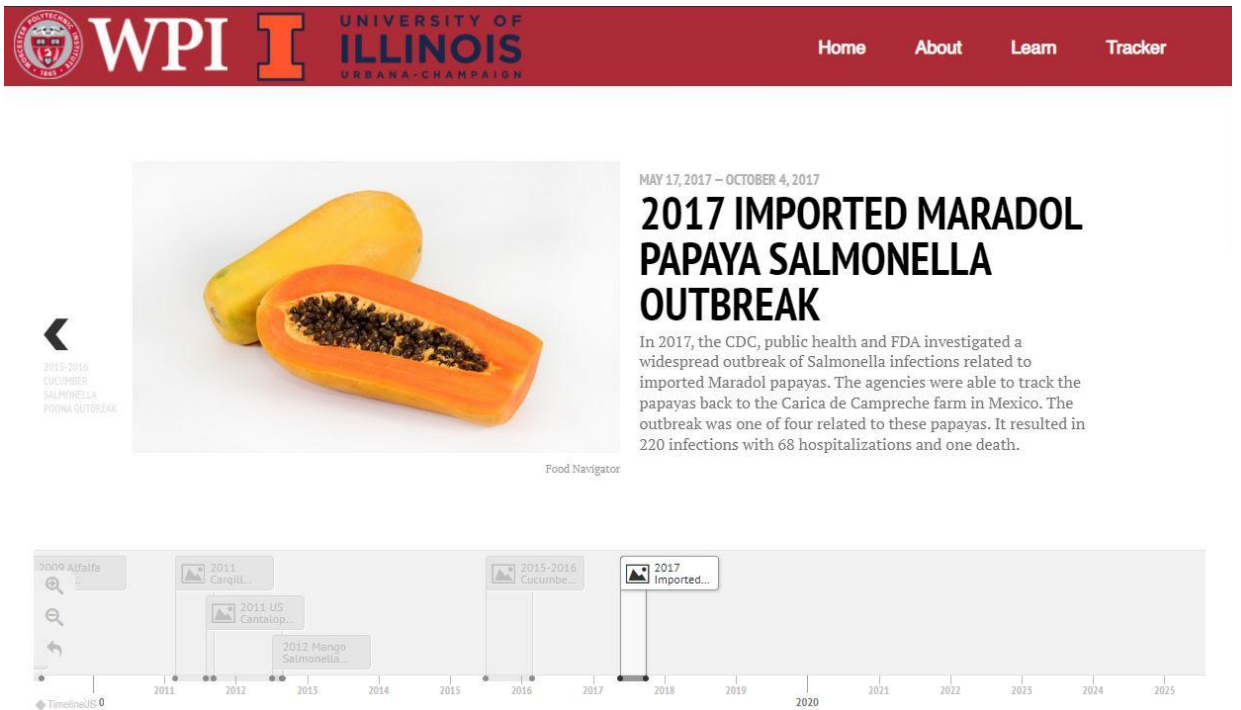 WORCESTER POLYTECHNIC INSTITUTE
1865
WPI
UNIVERSITY OF
ILLINOIS
URBANA-CHAMPAIGN
Home About Learn Tracker
MAY 17, 2017 — OCTOBER 4, 2017
2017 IMPORTED MARADOL
PAPAYA SALMONELLA
OUTBREAK
In 2017, the CDC, public health and FDA investigated a
widespread outbreak of Salmonella infections related to
imported Maradol papayas. The agencies were able to track the
papayas back to the Carica de Campreche farm in Mexico. The
outbreak was one of four related to these papayas. It resulted in
220 infections with 68 hospitalizations and one death.
2015-2016
CUCUMBER
SALMONELLA
POONA OUTBREAK
Food Navigator
2009 Alfalfa
2011
Cargill...
2011 US
Cantalop...
2012 Mango
Salmonella...
2015-2016
Cucumbe...
2017
Imported...
0 2011 2012 2013 2014 2015 2016 2017 2018 2019 2020 2021 2022 2023 2024 2025
TimelineJS